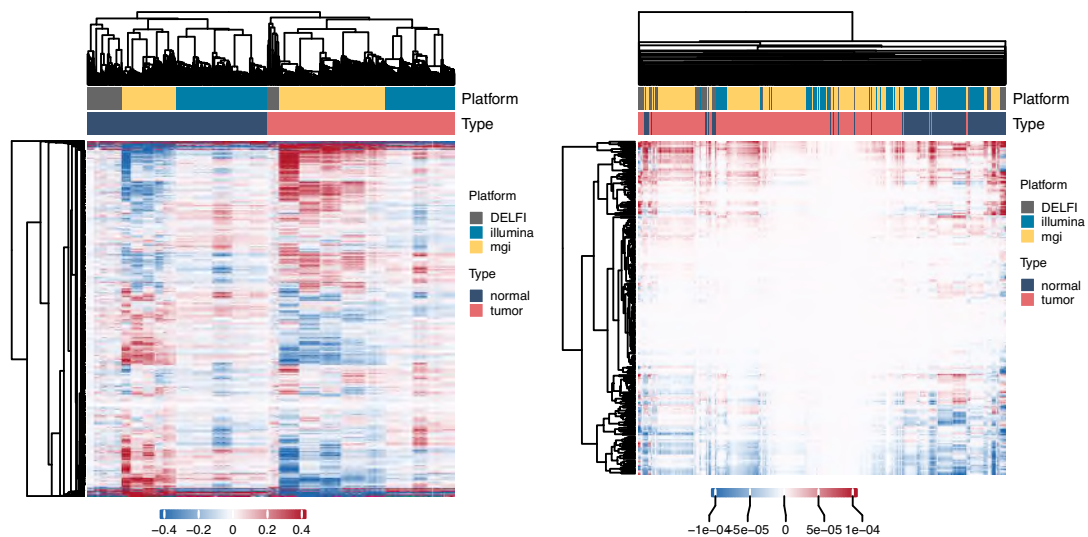 Platform
Type
Platform
DELFI
illumina
mgi
Type
normal
tumor
−0.4 −0.2 0 0.2 0.4
Platform
Type
Platform
DELFI
illumina
mgi
Type
normal
tumor
−1e−04 −5e−05 0 5e−05 1e−04